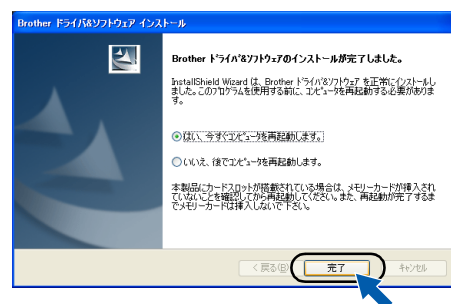 Brother ドライバ&ソフトウェア インストール
Brother ドライバ&ソフトウェアのインストールが完了しました。
InstallShield Wizard は、Brother ドライバ&ソフトウェア を正常にインストールし
ました。このプログラムを使用する前に、コンピュータを再起動する必要がありま
す。
はい、今すぐコンピュータを再起動します。
いいえ、後でコンピュータを再起動します。
本製品にカードスロットが搭載されている場合は、メモリーカードが挿入され
ていないことを確認してから再起動してください。また、再起動が完了するま
でメモリーカードは挿入しないで下さい。
< 戻る(B) 完了 キャンセル